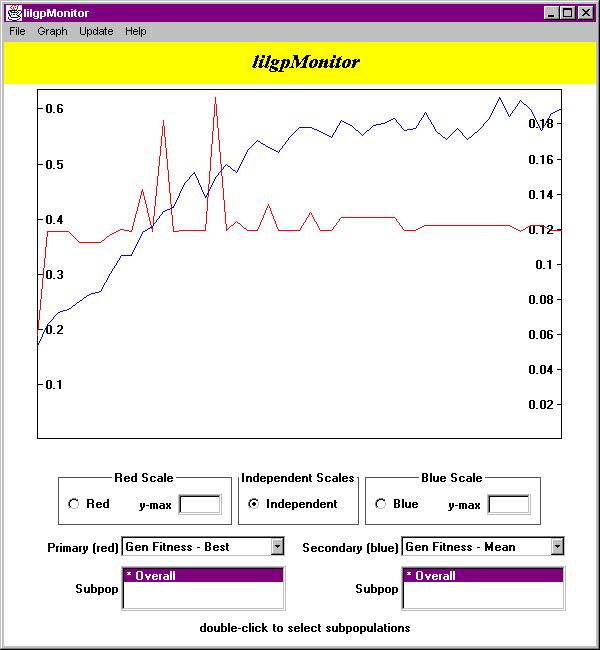 lilgpMonitor
File Graph Update Help
lilgpMonitor
0.6
0.5
0.4
0.3
0.2
0.1
0.18
0.16
0.14
0.12
0.1
0.08
0.06
0.04
0.02
Red Scale Independent Scales Blue Scale
Red y-max Independent Blue y-max
Primary (red) Gen Fitness - Best Secondary (blue) Gen Fitness - Mean
* Overall * Overall
Subpop Subpop
double-click to select subpopulations